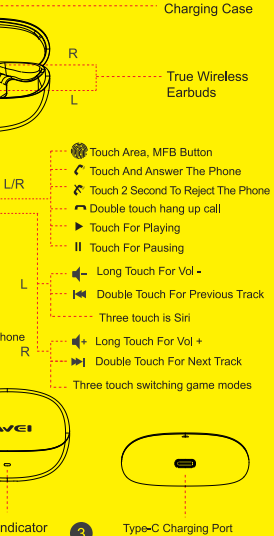 Charging Case
R
True Wireless
Earbuds
L
Touch Area, MFB Button
Touch And Answer The Phone
L/R
Touch 2 Second To Reject The Phone
Double touch hang up call
Touch For Playing
Touch For Pausing
Long Touch For Vol -
L
Double Touch For Previous Track
Three touch is Siri
hone
R
Long Touch For Vol +
Double Touch For Next Track
Three touch switching game modes
ndicator
3
Type-C Charging Port